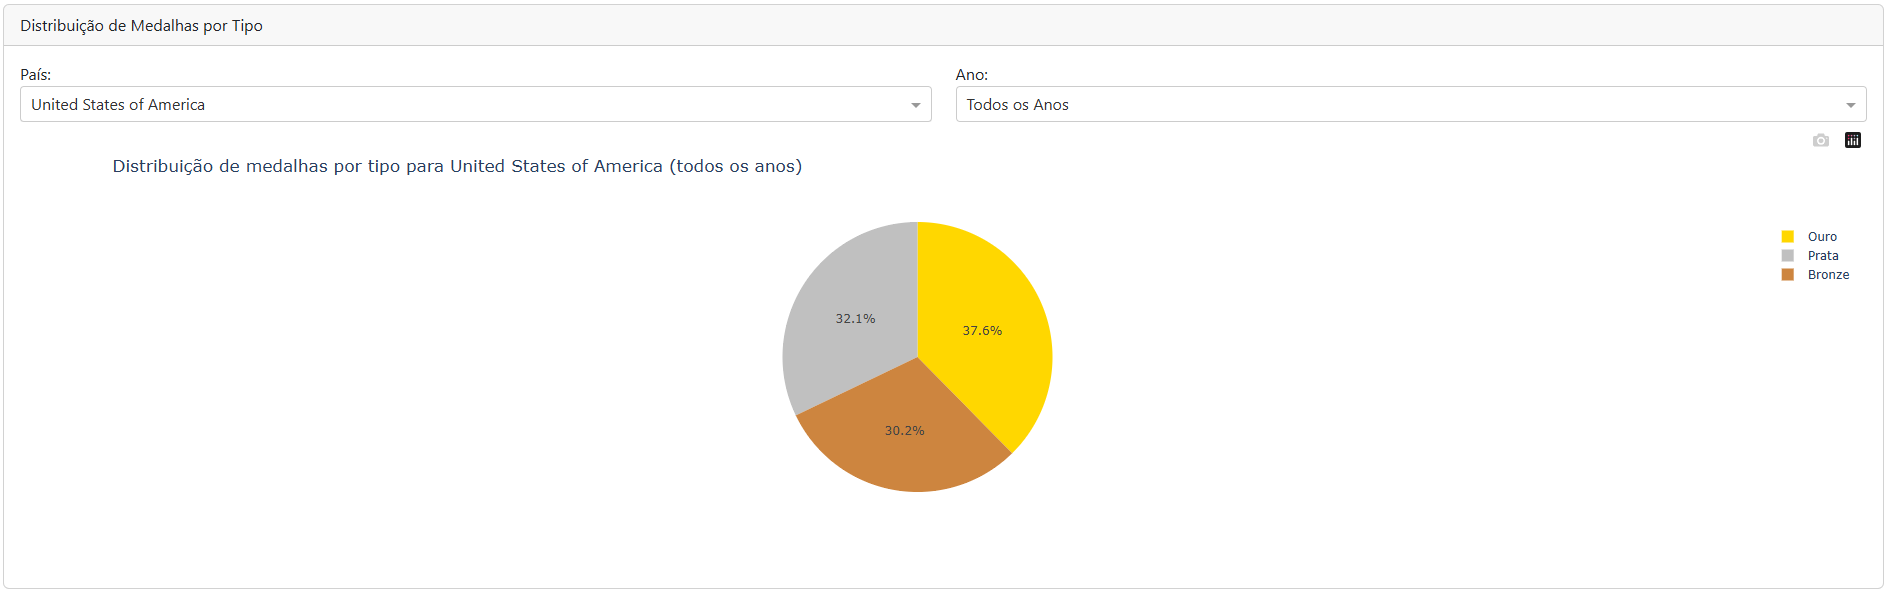 Distribuição de Medalhas por Tipo
País:
United States of America
Ano:
Todos os Anos
Distribuição de medalhas por tipo para United States of America (todos os anos)
Ouro
Prata
Bronze
32.1%
37.6%
30.2%